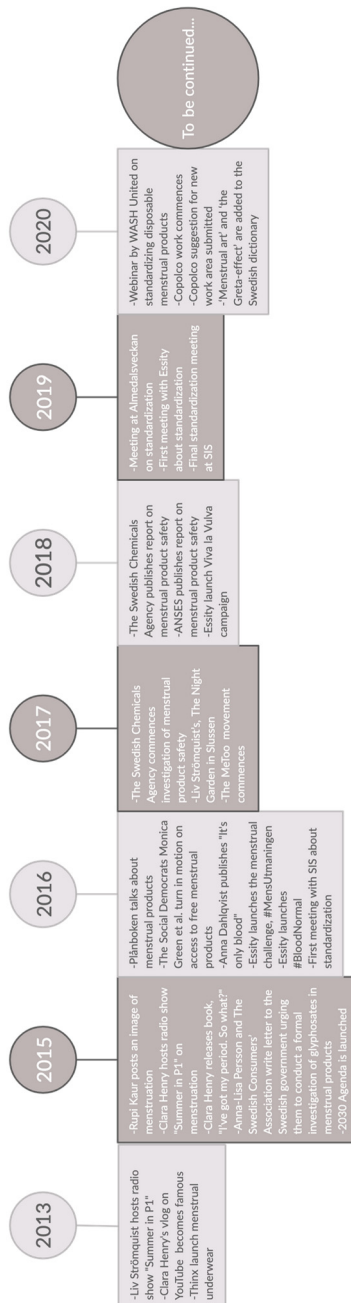 2013
-Liv Strömquist hosts radio
show "Summer in P1"
-Clara Henry's vlog on
YouTube becomes famous
-Thinx launch menstrual
underwear
2015
-Rupi Kaur posts an image of
menstruation
-Clara Henry hosts radio show
"Summer in P1" on
menstruation
-Clara Henry releases book,
"I've got my period. So what?"
-Anna-Lisa Persson and The
Swedish Consumers'
Association write letter to the
Swedish government urging
them to conduct a formal
investigation of glyphosates in
menstrual products
-2030 Agenda is launched
2016
-Plånboken talks about
menstrual products
-The Social Democrats Monica
Green et al. turn in motion on
access to free menstrual
products
-Anna Dahlqvist publishes "It's
only blood"
-Essity launches the menstrual
challenge, #MensUtmaningen
-Essity launches
#BloodNormal
-First meeting with SIS about
standardization
2017
-The Swedish Chemicals
Agency commences
investigation of menstrual
product safety
-Liv Strömquist's, The Night
Garden in Slussen
-The MeToo movement
commences
2018
-The Swedish Chemicals
Agency publishes report on
menstrual product safety
-ANSES publishes report on
menstrual product safety
-Essity launch Viva la Vulva
campaign
2019
-Meeting at Almedalsveckan
on standardization
-First meeting with Essity
about standardization
-Final standardization meeting
at SIS
2020
-Webinar by WASH United on
standardizing disposable
menstrual products
-Copolco work commences
-Copolco suggestion for new
work area submitted
-'Menstrual art' and 'the
Greta-effect' are added to the
Swedish dictionary
To be continued...